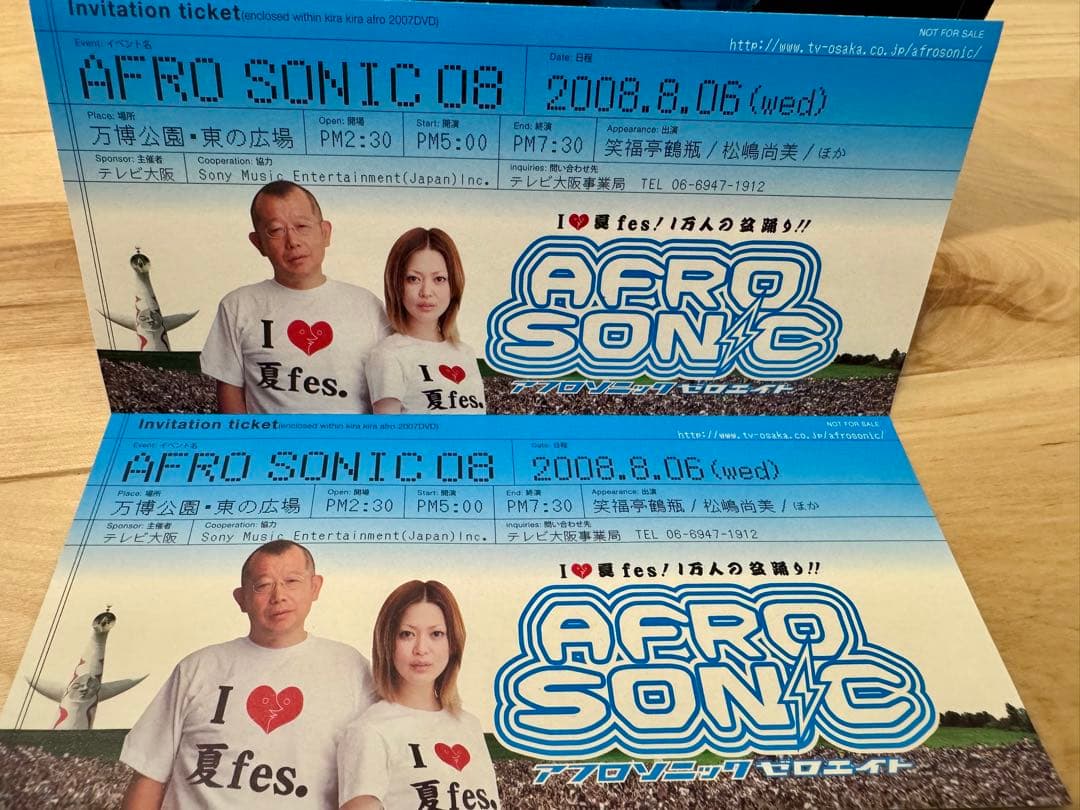 Invitation ticket(enclosed within kira kira afro 2007DVD)
NOT FOR SALE
http://www.tv-osaka.co.jp/afrosonic/
Event: イベント名
AFRO SONIC 08
Date: 日程
2008.8.06(wed)
Place: 場所
万博公園・東の広場
Open: 開場
PM2:30
Start: 開演
PM5:00
End: 終演
PM7:30
Appearance: 出演
笑福亭鶴瓶/松嶋尚美/ほか
Sponsor: 主催者
テレビ大阪
Cooperation: 協力
Sony Music Entertainment(Japan)Inc.
inquiries: 問い合わせ先
テレビ大阪事業局 TEL 06-6947-1912
I♥夏fes!1万人の盆踊り!!
AFRO
SONIC
アフロソニック ゼロエイト
I ♥
夏fes.
I ♥
夏fes.
Invitation ticket(enclosed within kira kira afro 2007DVD)
NOT FOR SALE
http://www.tv-osaka.co.jp/afrosonic/
Event: イベント名
AFRO SONIC 08
Date: 日程
2008.8.06(wed)
Place: 場所
万博公園・東の広場
Open: 開場
PM2:30
Start: 開演
PM5:00
End: 終演
PM7:30
Appearance: 出演
笑福亭鶴瓶/松嶋尚美/ほか
Sponsor: 主催者
テレビ大阪
Cooperation: 協力
Sony Music Entertainment(Japan)Inc.
inquiries: 問い合わせ先
テレビ大阪事業局 TEL 06-6947-1912
I♥夏fes!1万人の盆踊り!!
AFRO
SONIC
アフロソニック ゼロエイト
I ♥
夏fes.
I ♥
夏fes.